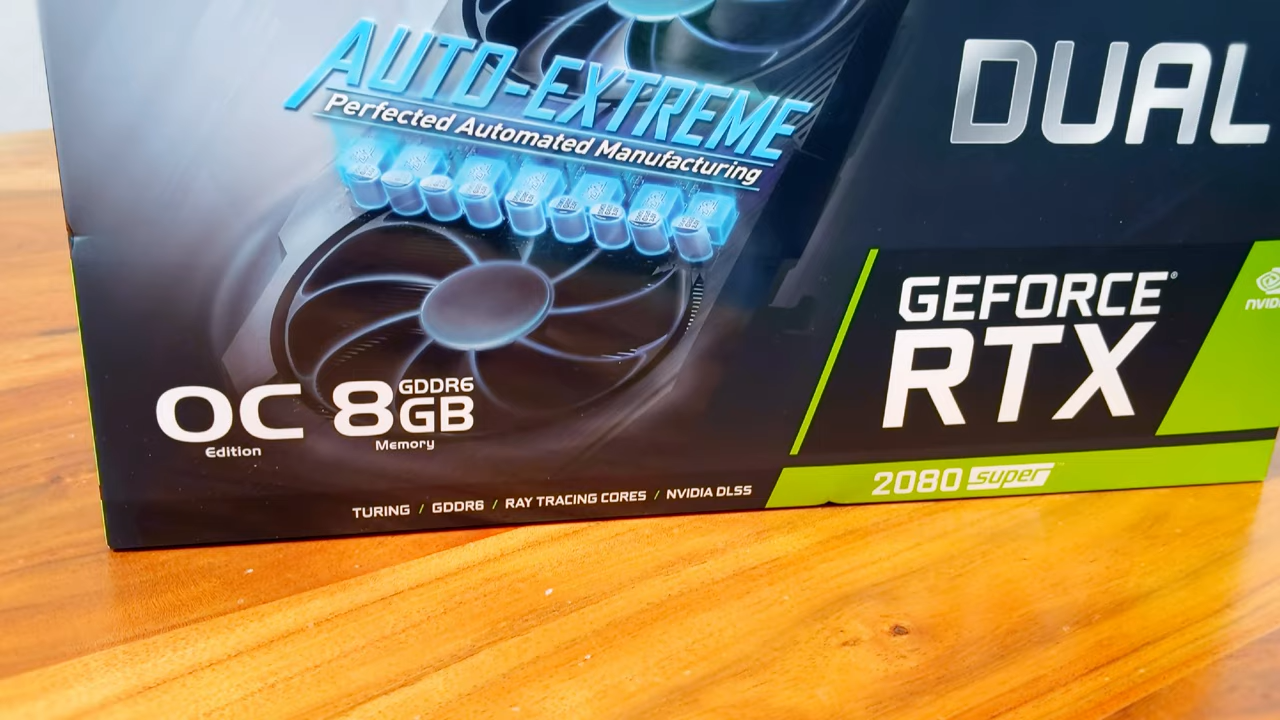 AUTO-EXTREME
Perfected Automated Manufacturing
DUAL
GEFORCE®
RTX
2080 SUPER™
OC
Edition
8 GDDR6
GB
Memory
TURING / GDDR6 / RAY TRACING CORES / NVIDIA DLSS